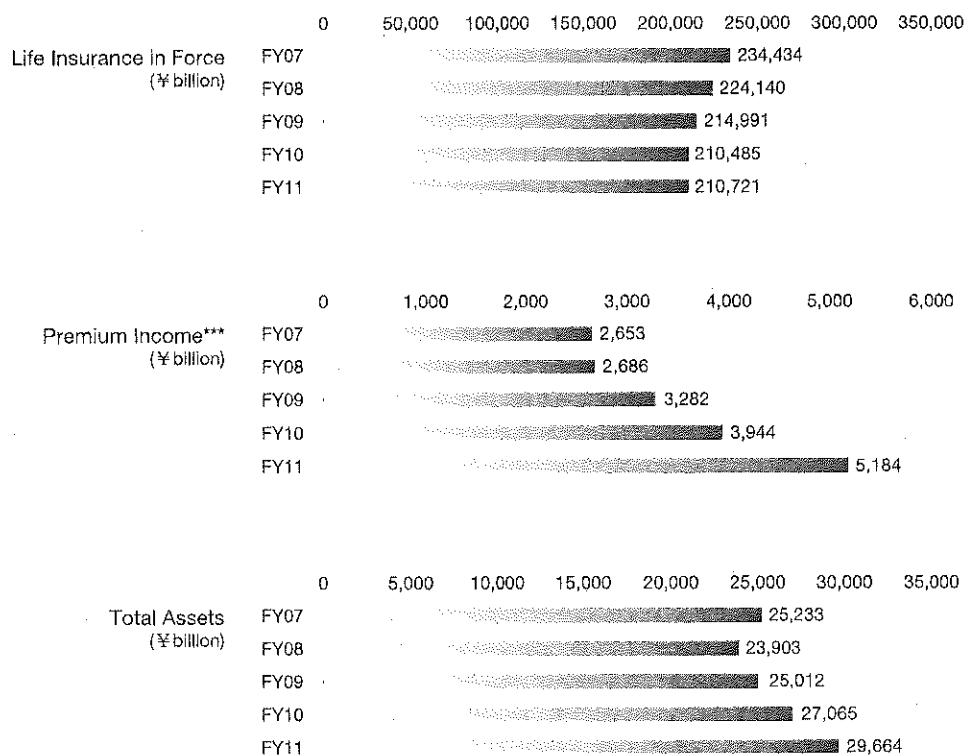 0 50,000 100,000 150,000 200,000 250,000 300,000 350,000
Life Insurance in Force
(¥billion)
FY07 234,434
FY08 224,140
FY09 214,991
FY10 210,485
FY11 210,721
0 1,000 2,000 3,000 4,000 5,000 6,000
Premium Income***
(¥billion)
FY07 2,653
FY08 2,686
FY09 3,282
FY10 3,944
FY11 5,184
0 5,000 10,000 15,000 20,000 25,000 30,000 35,000
Total Assets
(¥billion)
FY07 25,233
FY08 23,903
FY09 25,012
FY10 27,065
FY11 29,664